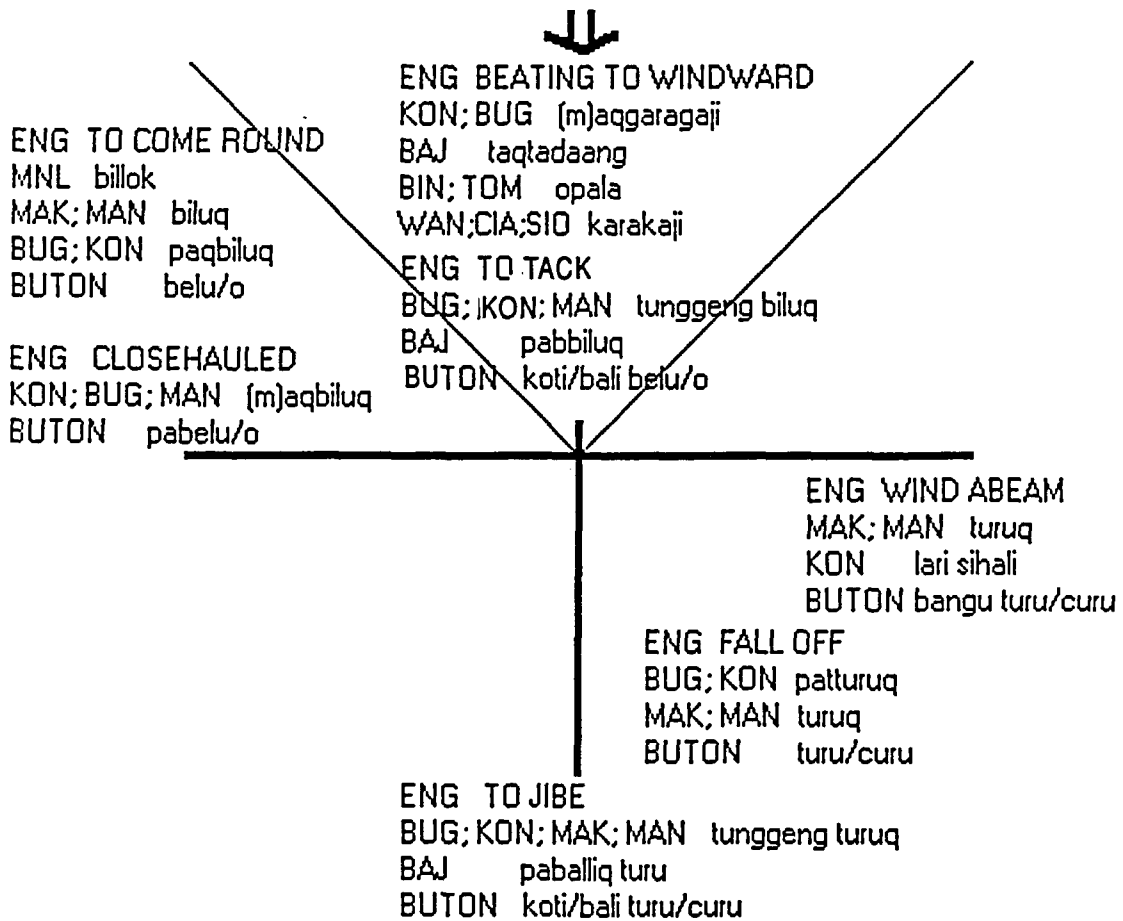 ENG BEATING TO WINDWARD
KON; BUG (m)aqgaragaji
BAJ taqtadaang
BIN; TOM opala
WAN;CIA;SIO karakaji
ENG TO COME ROUND
MNL billok
MAK; MAN biluq
BUG; KON paqbiluq
BUTON belu/o
ENG TO TACK
BUG; KON; MAN tunggeng biluq
BAJ pabbiluq
BUTON koti/bali belu/o
ENG CLOSEHAULED
KON; BUG; MAN (m)aqbiluq
BUTON pabelu/o
ENG WIND ABEAM
MAK; MAN turuq
KON lari sihali
BUTON bangu turu/curu
ENG FALL OFF
BUG; KON patturuq
MAK; MAN turuq
BUTON turu/curu
ENG TO JIBE
BUG; KON; MAK; MAN tunggeng turuq
BAJ paballiq turu
BUTON koti/bali turu/curu